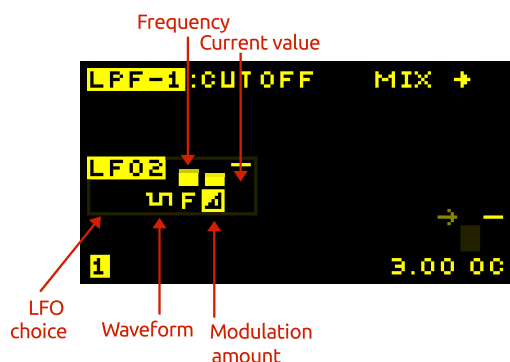 Frequency
Current value
LPF-1:CUTOFF MIX →
LFO2
F
→ –
1 3.00 OC
LFO
choice
Waveform
Modulation
amount